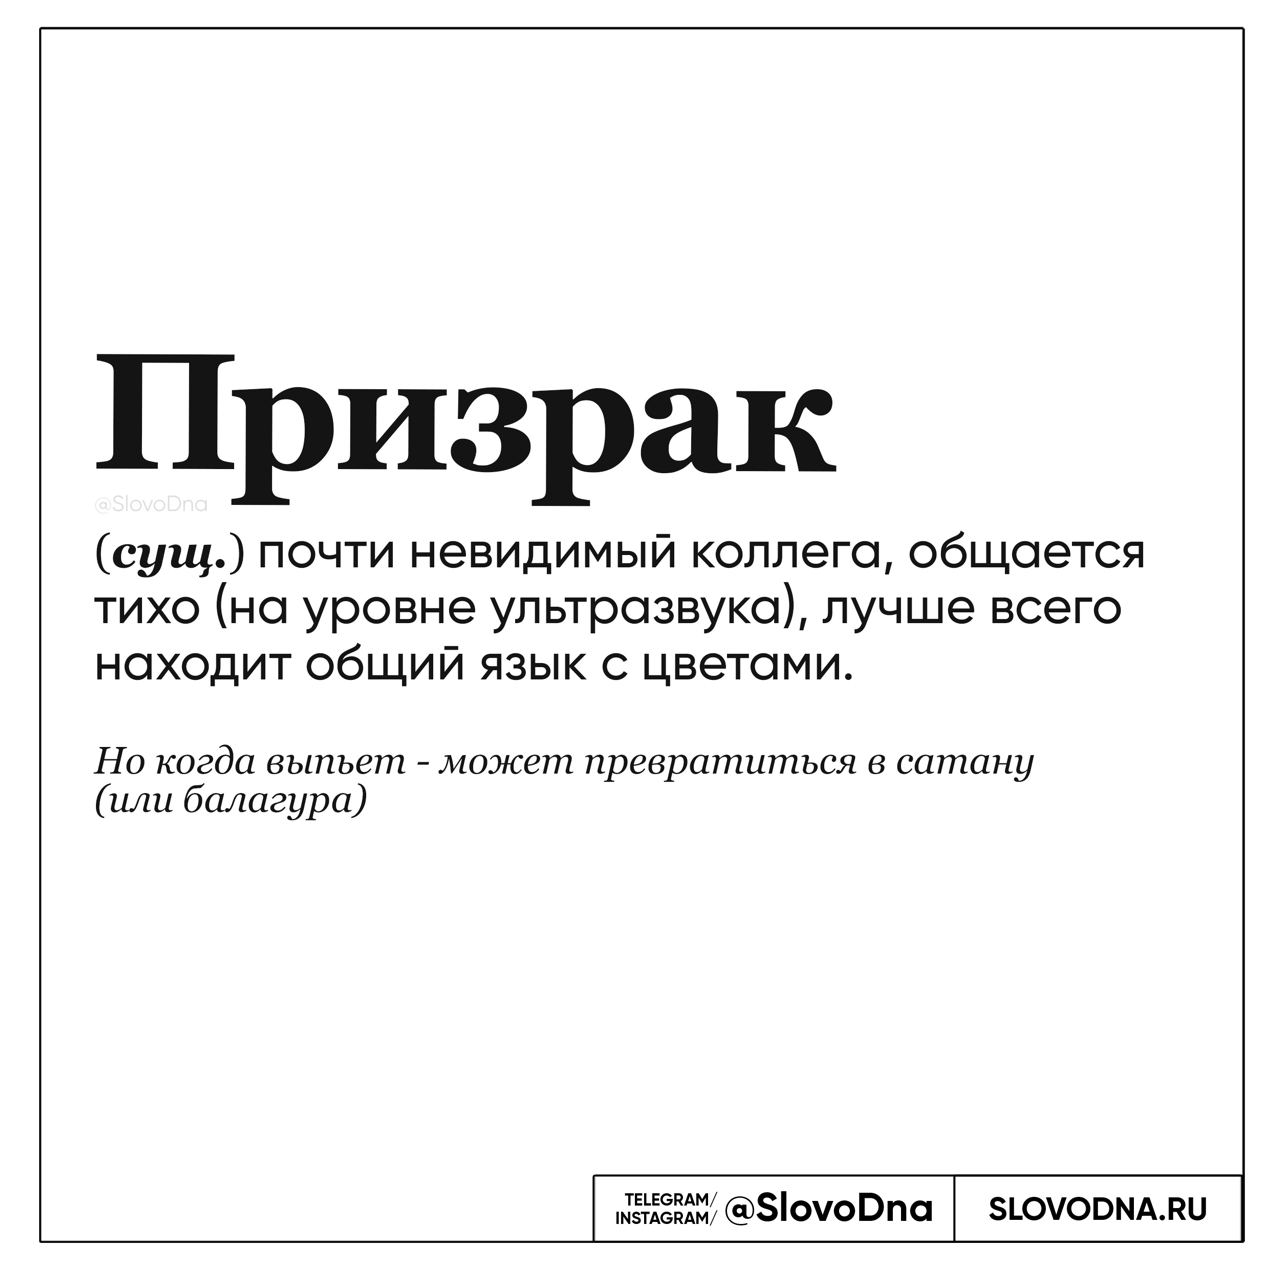 Призрак
@SlovoDna
(сущ.) почти невидимый коллега, общается
тихо (на уровне ультразвука), лучше всего
находит общий язык с цветами.
Но когда выпьет - может превратиться в сатану
(или балагура)
TELEGRAM/
INSTAGRAM/
@SlovoDna
SLOVODNA.RU